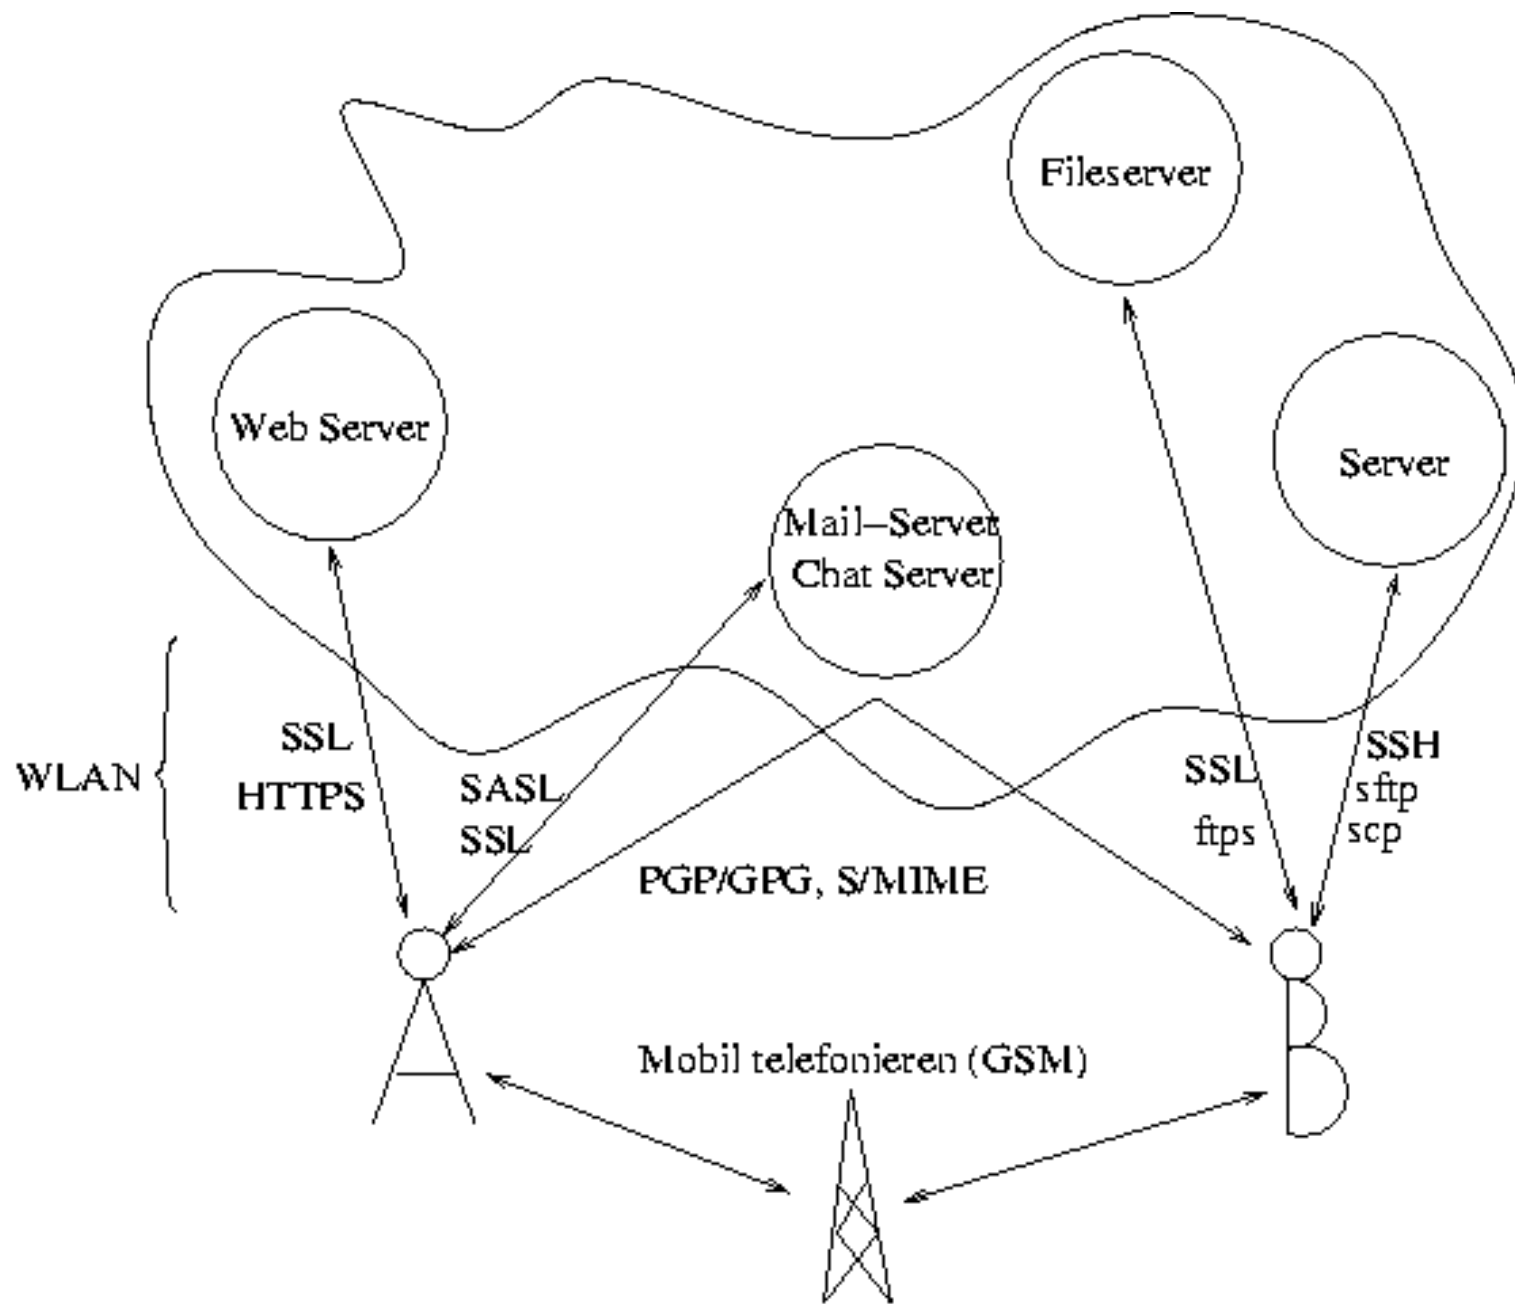 Fileserver
Web Server
Server
Mail–Server
Chat Server
SSL
HTTPS
WLAN
SASL
SSL
SSL
ftps
SSH
sftp
scp
PGP/GPG, S/MIME
Mobil telefonieren (GSM)